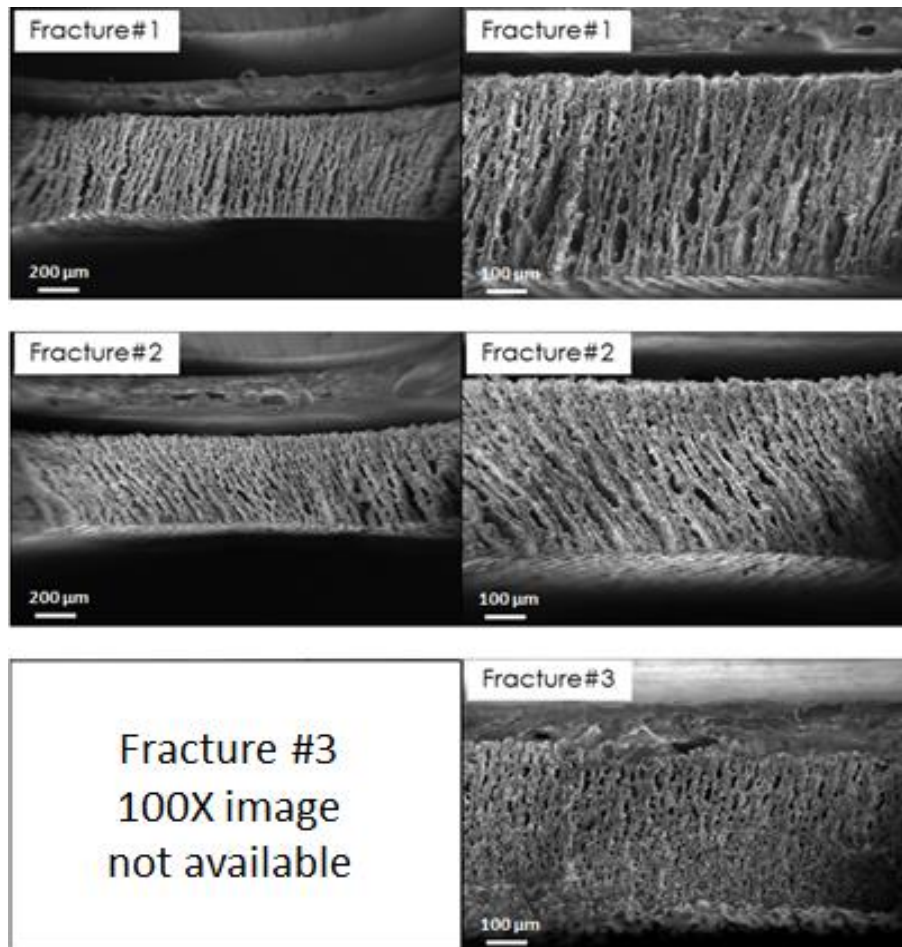 Fracture#1
Fracture#1
200 µm
100 µm
Fracture#2
Fracture#2
200 µm
100 µm
Fracture #3
100X image
not available
Fracture#3
100 µm